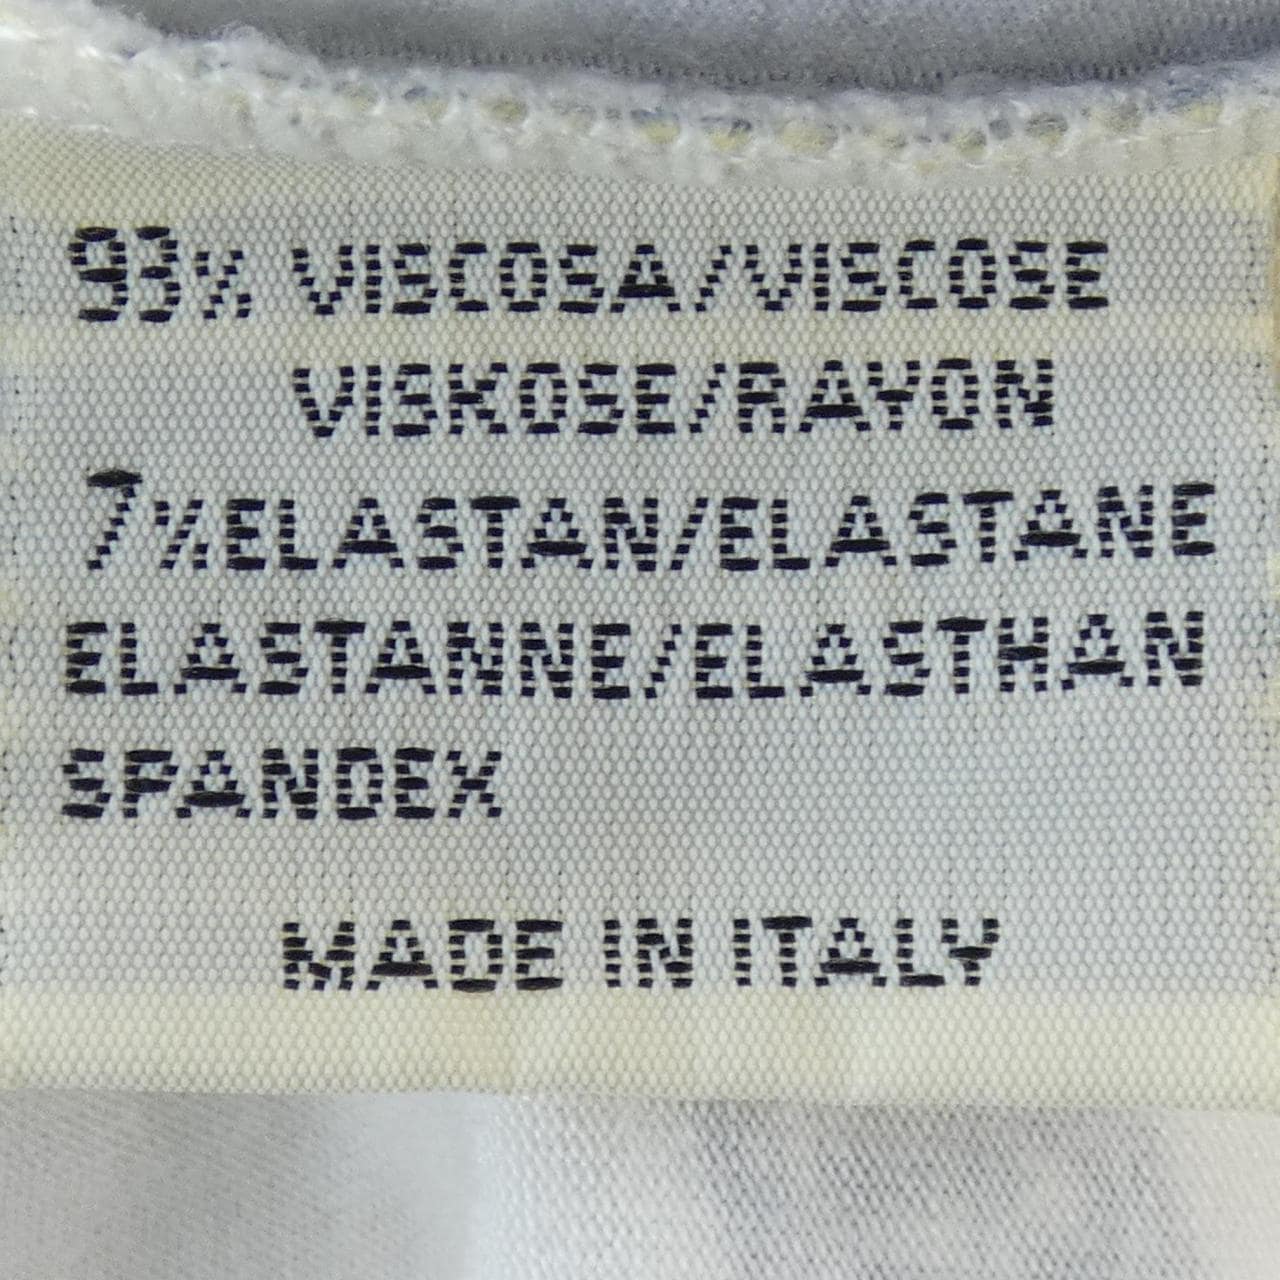 93% VISCOSA/VISCOSE
VISKOSE/RAYON
7%ELASTAN/ELASTANE
ELASTANNE/ELASTHAN
SPANDEX
MADE IN ITALY